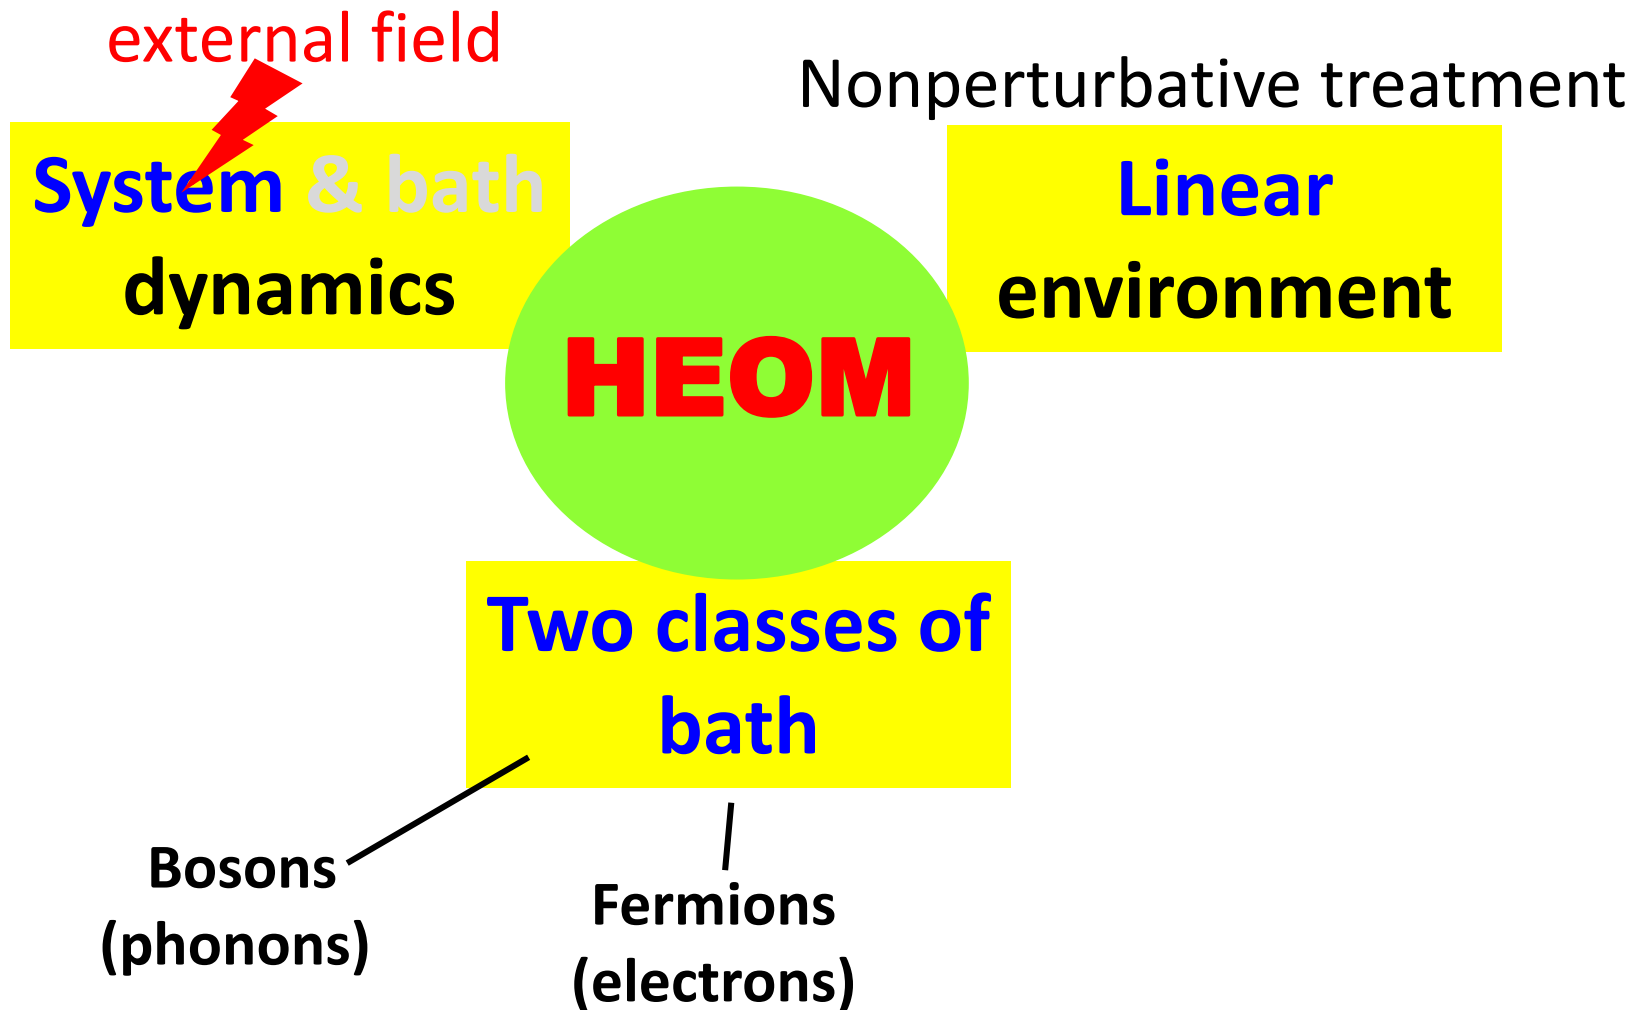 external field
Nonperturbative treatment
System & bath
dynamics
Linear
environment
HEOM
Two classes of
bath
Bosons
(phonons)
Fermions
(electrons)